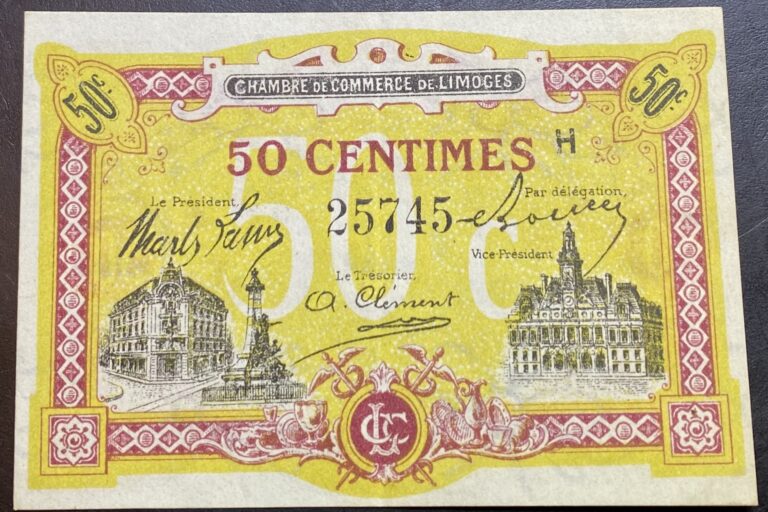 50c
CHAMBRE DE COMMERCE DE LIMOGES
50c
50 CENTIMES H
50
Le President,
25745
Par délégation,
Vice-Président
Le Trésorier,
A. Clément